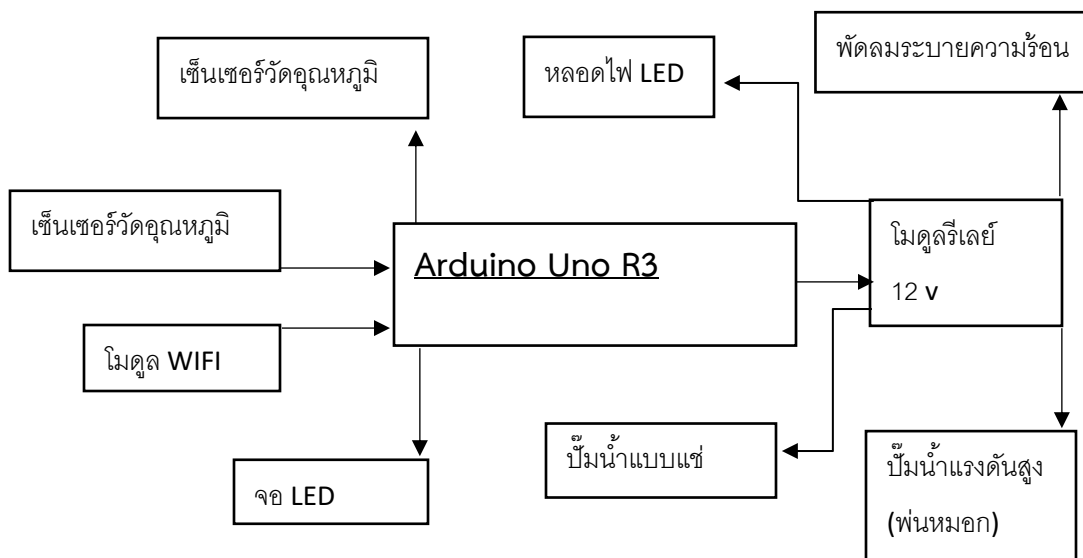 พัดลมระบายความร้อน
เซ็นเซอร์วัดอุณหภูมิ
หลอดไฟ LED
เซ็นเซอร์วัดอุณหภูมิ
Arduino Uno R3
โมดูลรีเลย์
12 v
โมดูล WIFI
ปั๊มน้ำแบบแช่
ปั๊มน้ำแรงดันสูง
(พ่นหมอก)
จอ LED